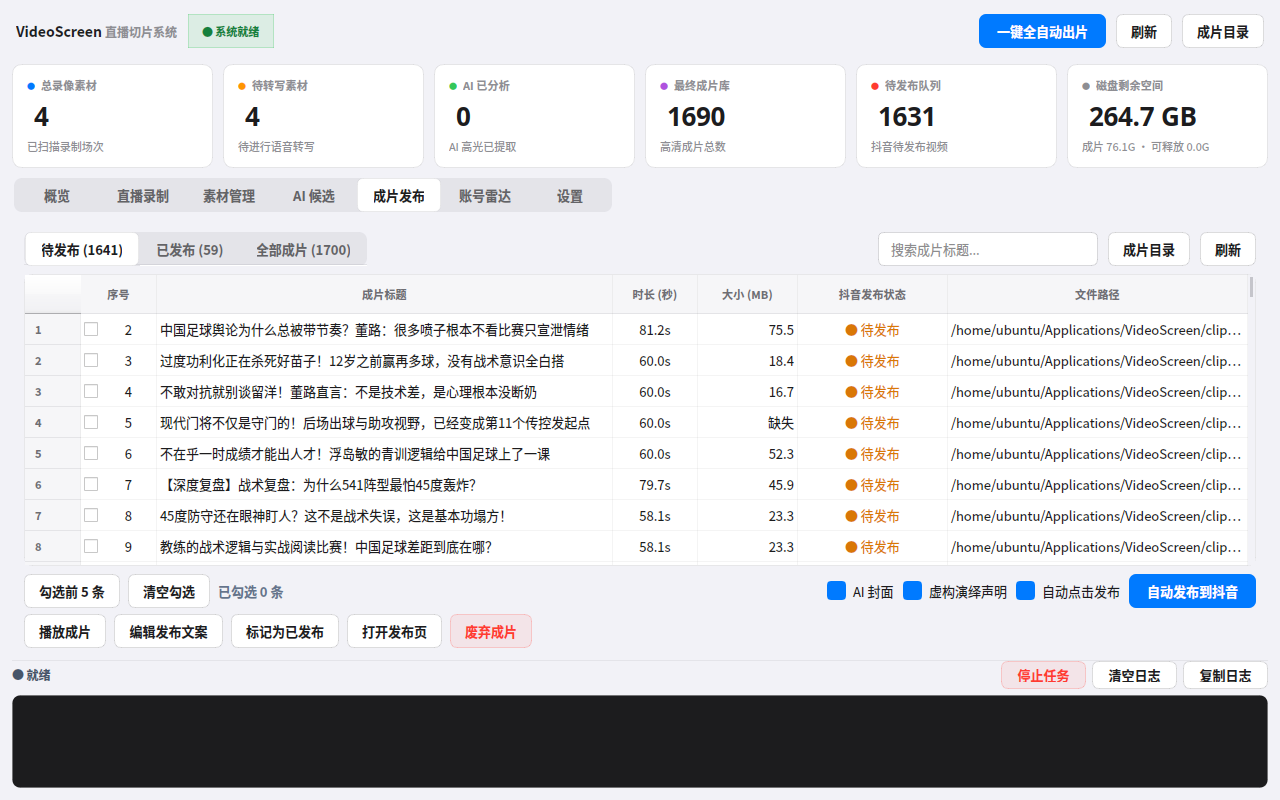 VideoScreen 直播切片系统 系统就绪 一键全自动出片 刷新 成片目录
总录像素材 待转写素材 AI 已分析 最终成片库 待发布队列 磁盘剩余空间
4 4 0 1690 1631 264.7 GB
已扫描录制场次 待进行语音转写 AI 高光已提取 高清成片总数 抖音待发布视频 成片 76.1G · 可释放 0.0G
概览 直播录制 素材管理 AI 候选 成片发布 账号雷达 设置
待发布 (1641) 已发布 (59) 全部成片 (1700) 搜索成片标题... 成片目录 刷新
序号 成片标题 时长 (秒) 大小 (MB) 抖音发布状态 文件路径
1 2 中国足球舆论为什么总被带节奏？董路：很多喷子根本不看比赛只宣泄情绪 81.2s 75.5 待发布 /home/ubuntu/Applications/VideoScreen/clip…
2 3 过度功利化正在杀死好苗子！12岁之前赢再多球，没有战术意识全白搭 60.0s 18.4 待发布 /home/ubuntu/Applications/VideoScreen/clip…
3 4 不敢对抗就别谈留洋！董路直言：不是技术差，是心理根本没断奶 60.0s 16.7 待发布 /home/ubuntu/Applications/VideoScreen/clip…
4 5 现代门将不仅是守门的！后场出球与助攻视野，已经变成第11个传控发起点 60.0s 缺失 待发布 /home/ubuntu/Applications/VideoScreen/clip…
5 6 不在乎一时成绩才能出人才！浮岛敏的青训逻辑给中国足球上了一课 60.0s 52.3 待发布 /home/ubuntu/Applications/VideoScreen/clip…
6 7 【深度复盘】战术复盘：为什么541阵型最怕45度轰炸？ 79.7s 45.9 待发布 /home/ubuntu/Applications/VideoScreen/clip…
7 8 45度防守还在眼神盯人？这不是战术失误，这是基本功塌方！ 58.1s 23.3 待发布 /home/ubuntu/Applications/VideoScreen/clip…
8 9 教练的战术逻辑与实战阅读比赛！中国足球差距到底在哪？ 58.1s 23.3 待发布 /home/ubuntu/Applications/VideoScreen/clip…
勾选前 5 条 清空勾选 已勾选 0 条 AI 封面 虚构演绎声明 自动点击发布 自动发布到抖音
播放成片 编辑发布文案 标记为已发布 打开发布页 废弃成片
就绪 停止任务 清空日志 复制日志